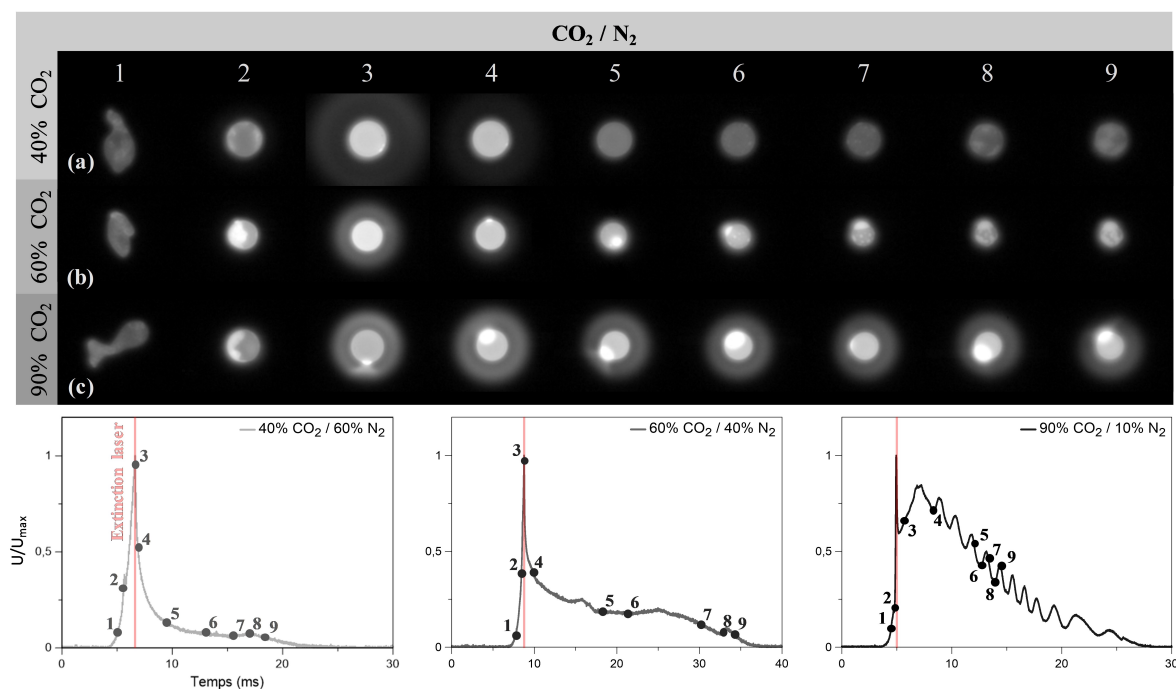 CO₂ / N₂
1 2 3 4 5 6 7 8 9
40% CO₂
(a)
60% CO₂
(b)
90% CO₂
(c)
U/Umax
1
0,5
0
Extinction laser
40% CO₂ / 60% N₂
1 2 3 4 5 6 7 8 9
0 10 20 30
Temps (ms)
1
0,5
0
60% CO₂ / 40% N₂
1 2 3 4 5 6 7 8 9
0 10 20 30 40
1
0,5
0
90% CO₂ / 10% N₂
1 2 3 4 5 6 7 8 9
0 10 20 30